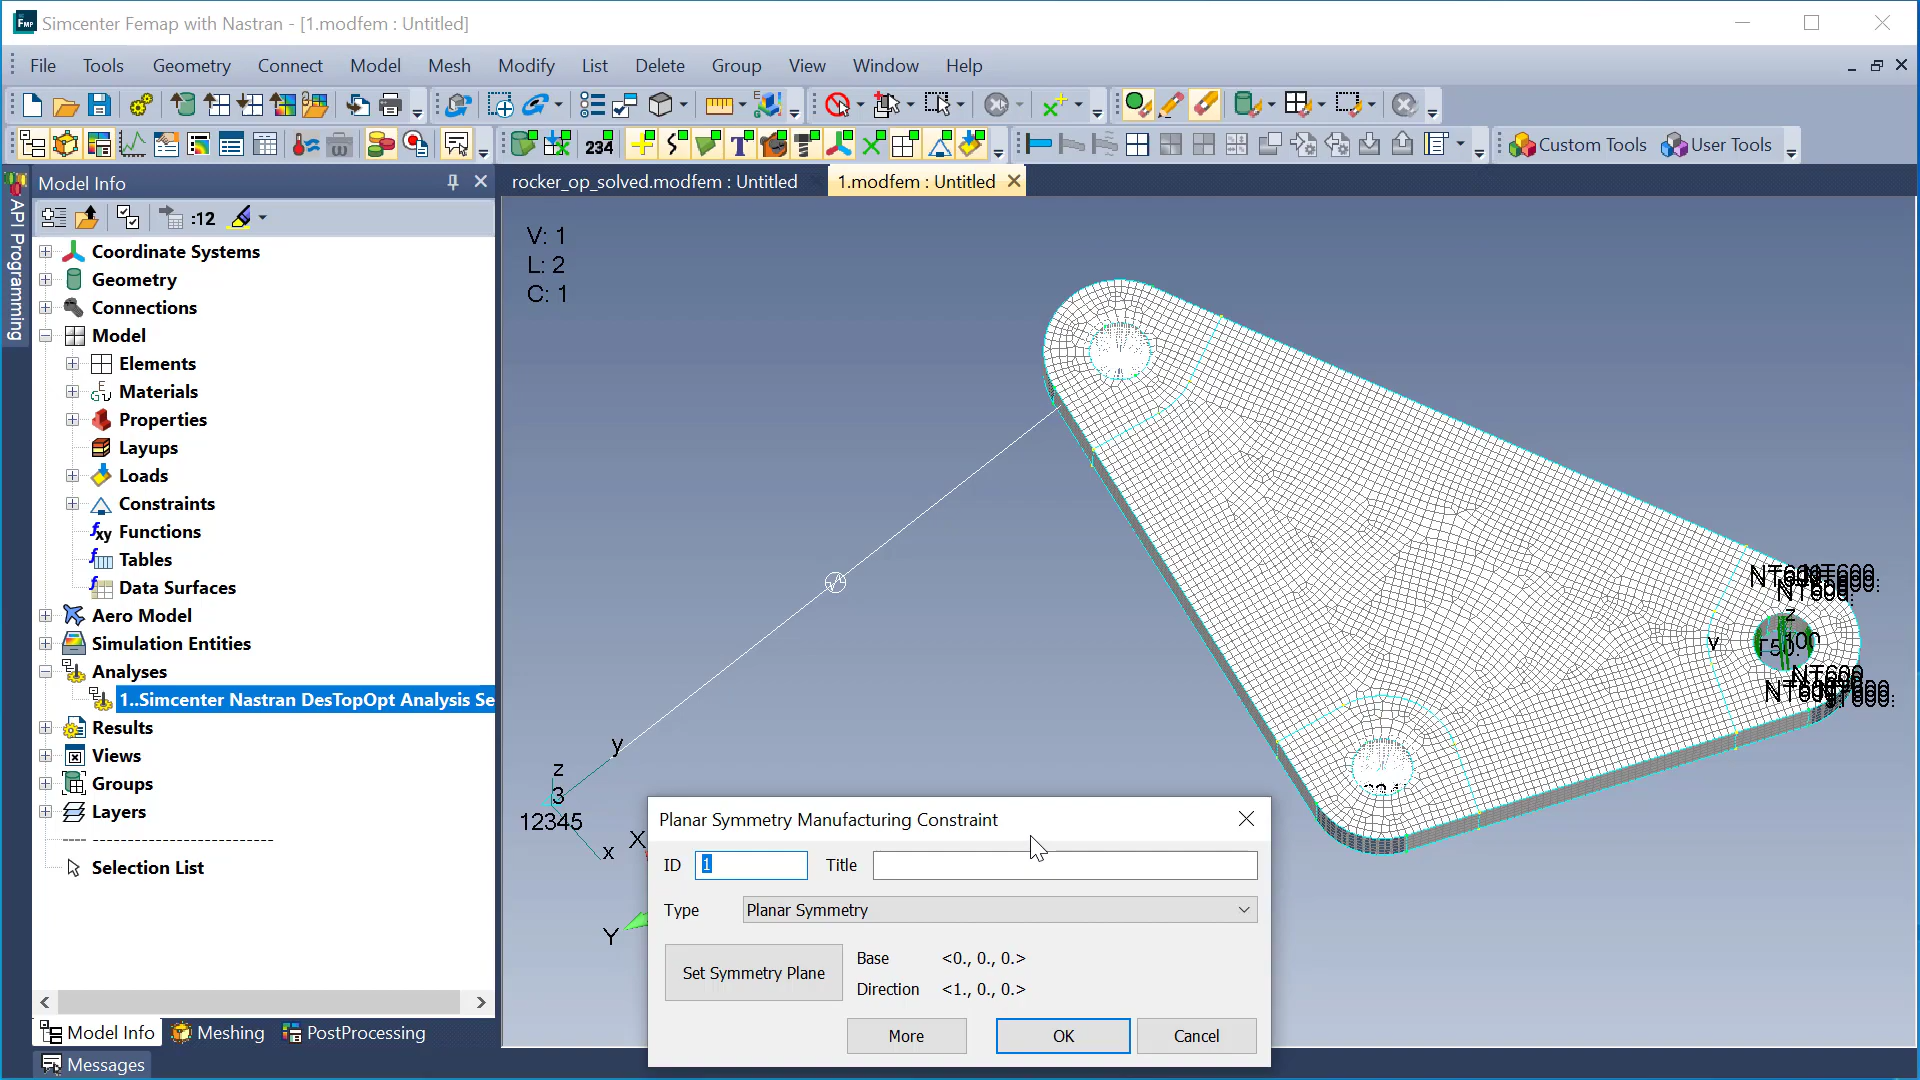 Simcenter Femap with Nastran - [1.modfem : Untitled]
File Tools Geometry Connect Model Mesh Modify List Delete Group View Window Help
234
Custom Tools User Tools
Model Info
rocker_op_solved.modfem : Untitled
1.modfem : Untitled
API Programming
:12
Coordinate Systems
Geometry
Connections
Model
Elements
Materials
Properties
Layups
Loads
Constraints
Functions
Tables
Data Surfaces
Aero Model
Simulation Entities
Analyses
1..Simcenter Nastran DesTopOpt Analysis Se
Results
Views
Groups
Layers
Selection List
Model Info Meshing PostProcessing
Messages
V: 1
L: 2
C: 1
y
z
3
12345
x
X
Y
z
y
100
Planar Symmetry Manufacturing Constraint
ID 1 Title
Type Planar Symmetry
Set Symmetry Plane
Base <0., 0., 0.>
Direction <1., 0., 0.>
More OK Cancel